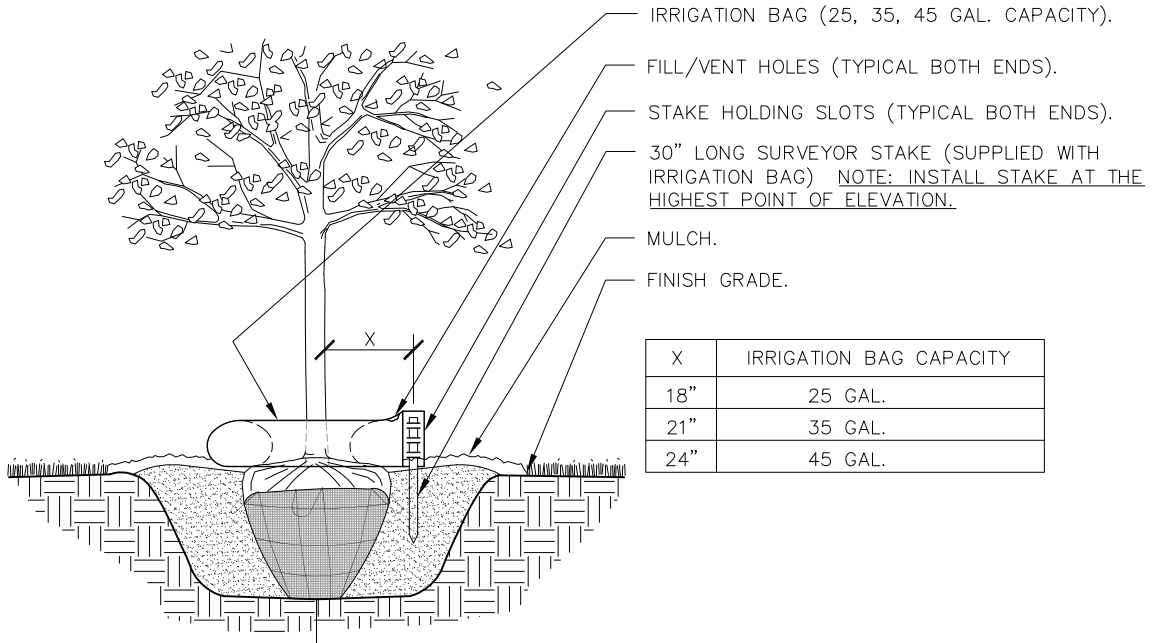 IRRIGATION BAG (25, 35, 45 GAL. CAPACITY).
FILL/VENT HOLES (TYPICAL BOTH ENDS).
STAKE HOLDING SLOTS (TYPICAL BOTH ENDS).
30" LONG SURVEYOR STAKE (SUPPLIED WITH
IRRIGATION BAG) NOTE: INSTALL STAKE AT THE
HIGHEST POINT OF ELEVATION.
MULCH.
FINISH GRADE.
X
X IRRIGATION BAG CAPACITY
18" 25 GAL.
21" 35 GAL.
24" 45 GAL.